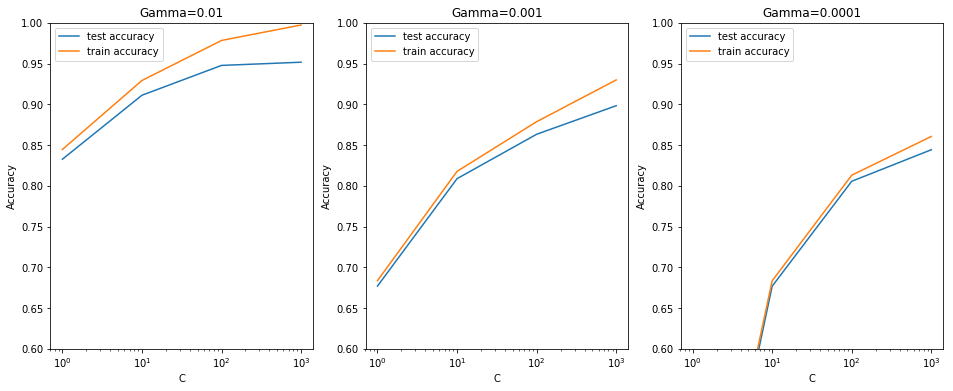 Gamma=0.01
1.00
0.95
0.90
0.85
0.80
0.75
0.70
0.65
0.60
Accuracy
test accuracy
train accuracy
10⁰
10¹
10²
10³
C
Gamma=0.001
1.00
0.95
0.90
0.85
0.80
0.75
0.70
0.65
0.60
Accuracy
test accuracy
train accuracy
10⁰
10¹
10²
10³
C
Gamma=0.0001
1.00
0.95
0.90
0.85
0.80
0.75
0.70
0.65
0.60
Accuracy
test accuracy
train accuracy
10⁰
10¹
10²
10³
C